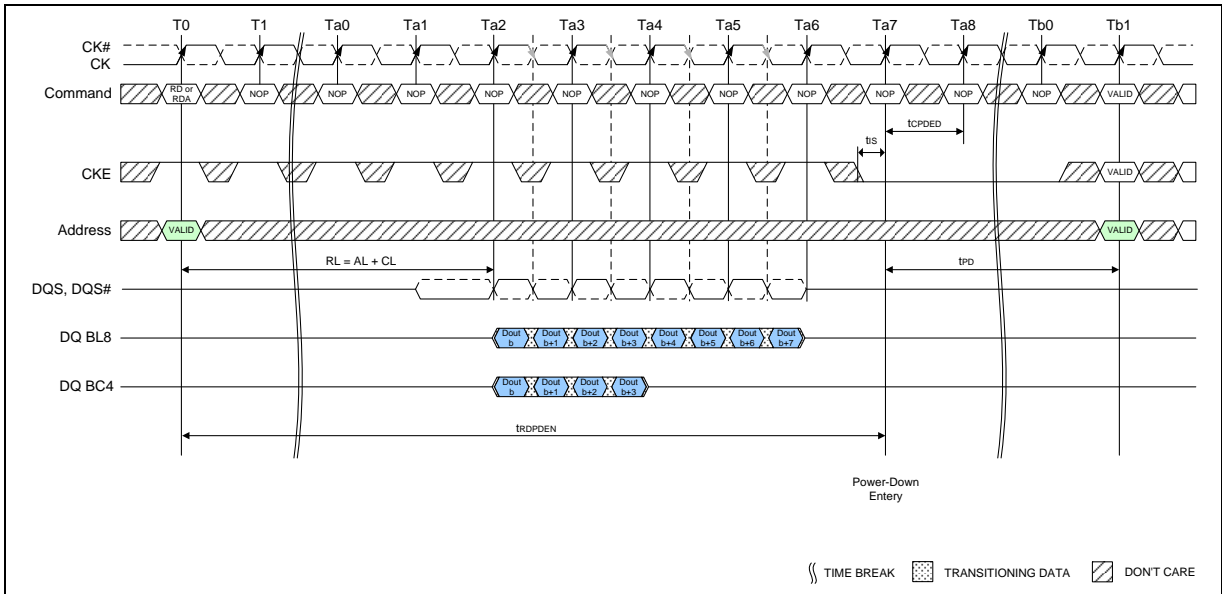 T0 T1 Ta0 Ta1 Ta2 Ta3 Ta4 Ta5 Ta6 Ta7 Ta8 Tb0 Tb1
CK#
CK
Command RD or RDA NOP NOP NOP NOP NOP NOP NOP NOP NOP NOP NOP VALID
tCPDED
tIS
CKE VALID
Address VALID VALID
RL = AL + CL tPD
DQS, DQS#
DQ BL8 Dout b Dout b+1 Dout b+2 Dout b+3 Dout b+4 Dout b+5 Dout b+6 Dout b+7
DQ BC4 Dout b Dout b+1 Dout b+2 Dout b+3
tRDPDEN
Power-Down
Entery
TIME BREAK TRANSITIONING DATA DON'T CARE